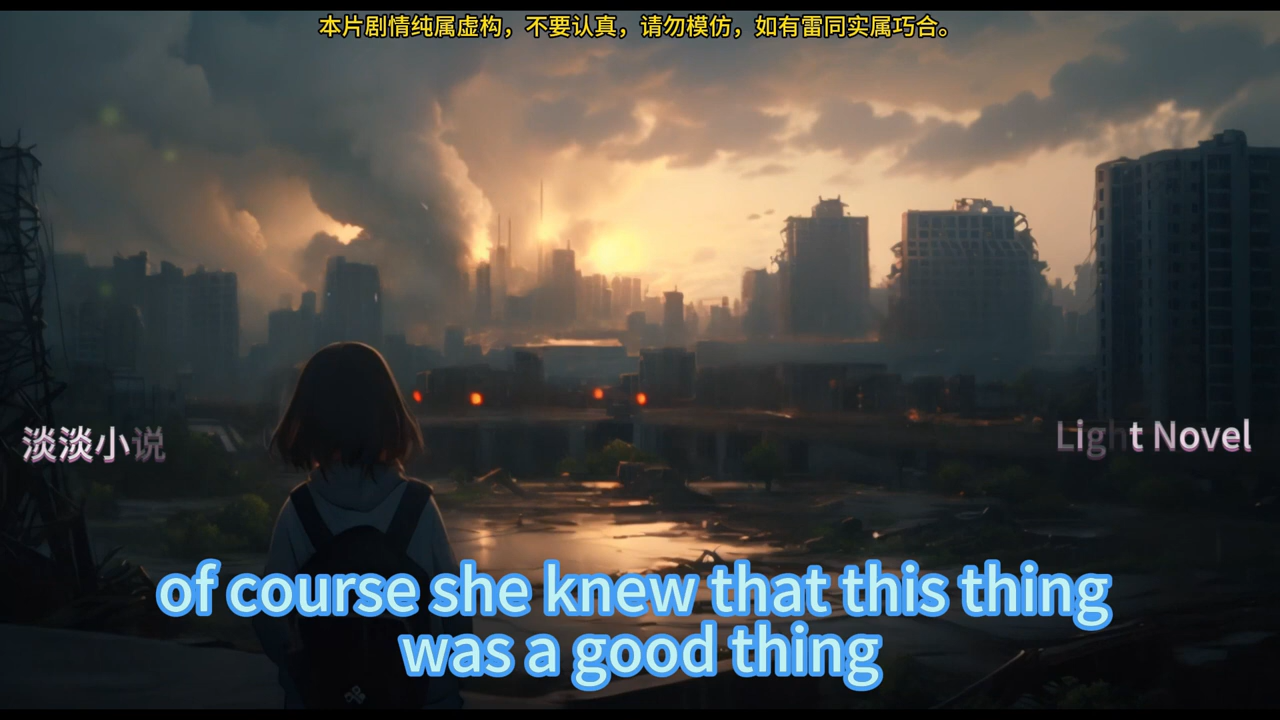 本片剧情纯属虚构，不要认真，请勿模仿，如有雷同实属巧合。
淡淡小说
Light Novel
of course she knew that this thing
was a good thing